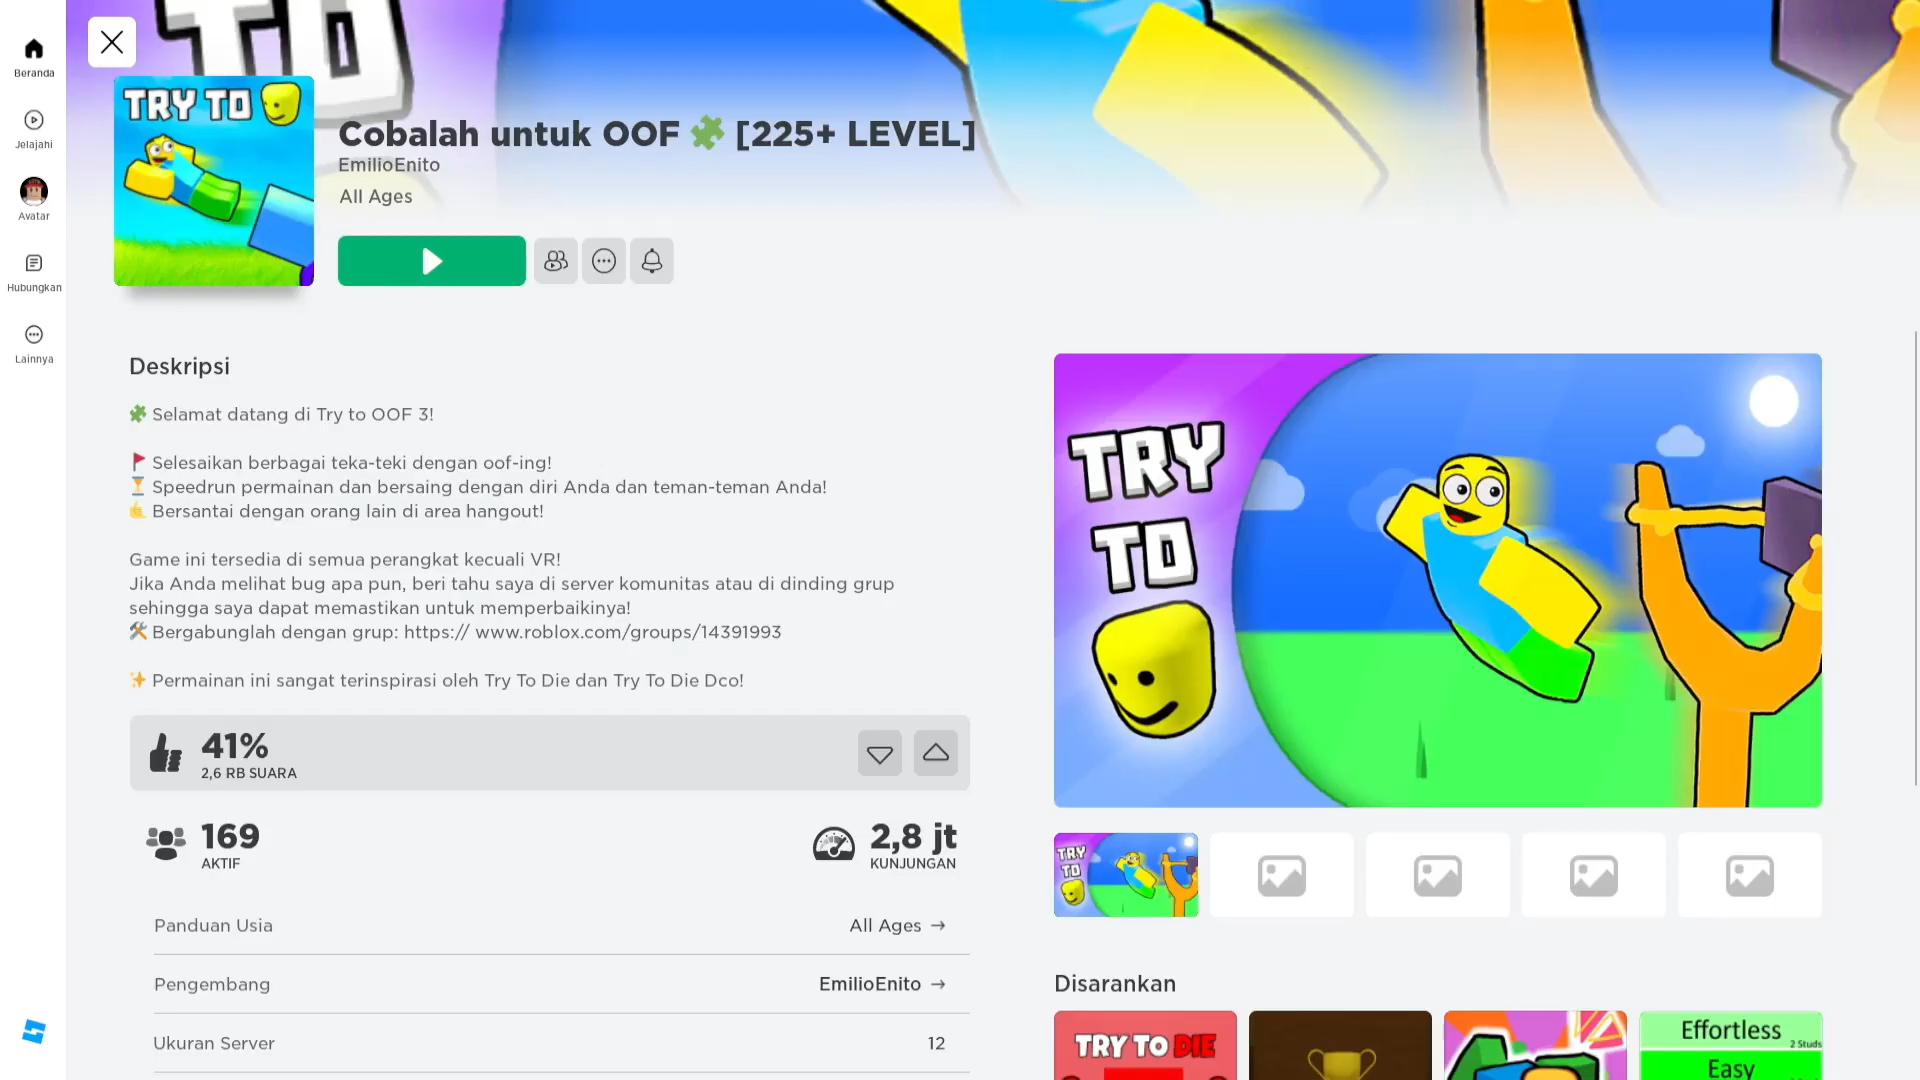 TO
Beranda
Jelajahi
Avatar
Hubungkan
Lainnya
TRY TO
Cobalah untuk OOF 🧩 [225+ LEVEL]
EmilioEnito
All Ages
Deskripsi
🧩 Selamat datang di Try to OOF 3!
🚩 Selesaikan berbagai teka-teki dengan oof-ing!
⏳ Speedrun permainan dan bersaing dengan diri Anda dan teman-teman Anda!
🤙 Bersantai dengan orang lain di area hangout!
Game ini tersedia di semua perangkat kecuali VR!
Jika Anda melihat bug apa pun, beri tahu saya di server komunitas atau di dinding grup
sehingga saya dapat memastikan untuk memperbaikinya!
🛠️ Bergabunglah dengan grup: https:// www.roblox.com/groups/14391993
✨ Permainan ini sangat terinspirasi oleh Try To Die dan Try To Die Dco!
41%
2,6 RB SUARA
169
AKTIF
2,8 jt
KUNJUNGAN
Panduan Usia
All Ages →
Pengembang
EmilioEnito →
Ukuran Server
12
TRY
TO
TRY
TO
Disarankan
TRY TO DIE
Effortless
2 Studs
Easy